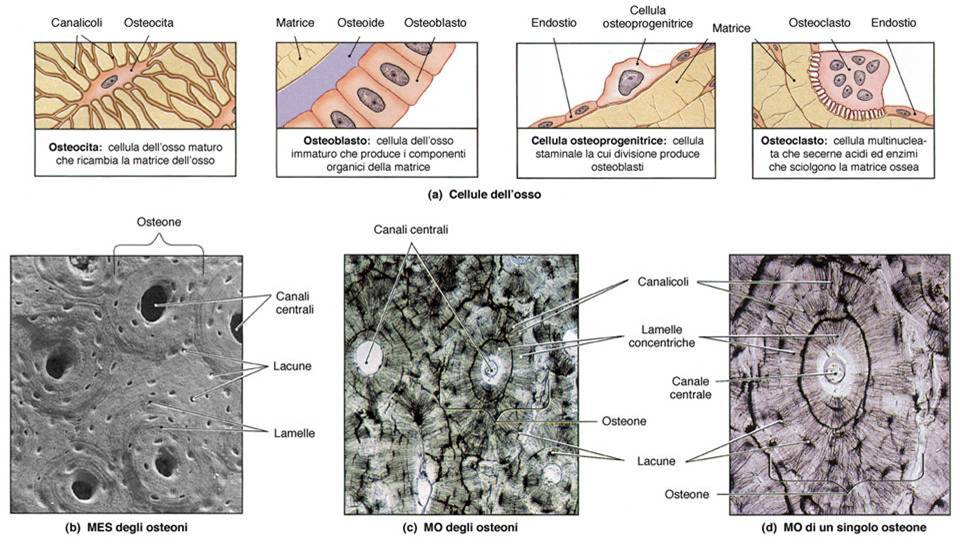 Canalicoli
Osteocita
Matrice
Osteoide
Osteoblasto
Endostio
Cellula
osteoprogenitrice
Matrice
Osteoclasto
Endostio
Osteocita: cellula dell'osso maturo
che ricambia la matrice dell'osso
Osteoblasto: cellula dell'osso
immaturo che produce i componenti
organici della matrice
Cellula osteoprogenitrice: cellula
staminale la cui divisione produce
osteoblasti
Osteoclasto: cellula multinuclea-
ta che secerne acidi ed enzimi
che sciolgono la matrice ossea
(a) Cellule dell'osso
Osteone
Canali
centrali
Lacune
Lamelle
(b) MES degli osteoni
Canali centrali
Canalicoli
Lamelle
concentriche
Canale
centrale
Osteone
Lacune
Osteone
(c) MO degli osteoni
(d) MO di un singolo osteone